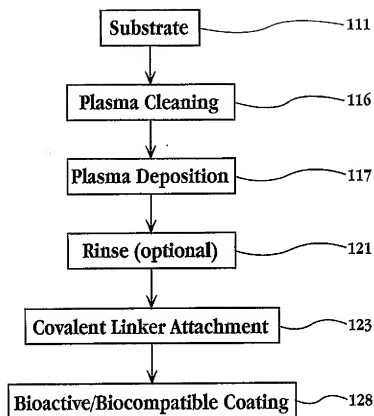 Substrate 111
Plasma Cleaning 116
Plasma Deposition 117
Rinse (optional) 121
Covalent Linker Attachment 123
Bioactive/Biocompatible Coating 128